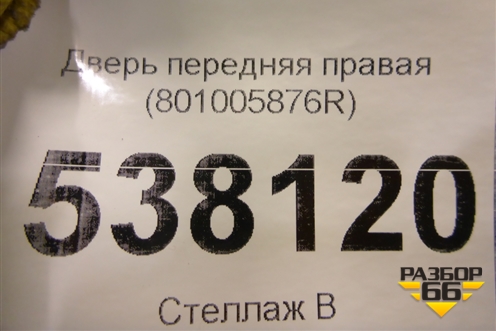 Дверь передняя правая
(801005876R)
538120
Стеллаж В
РАЗБОР
66